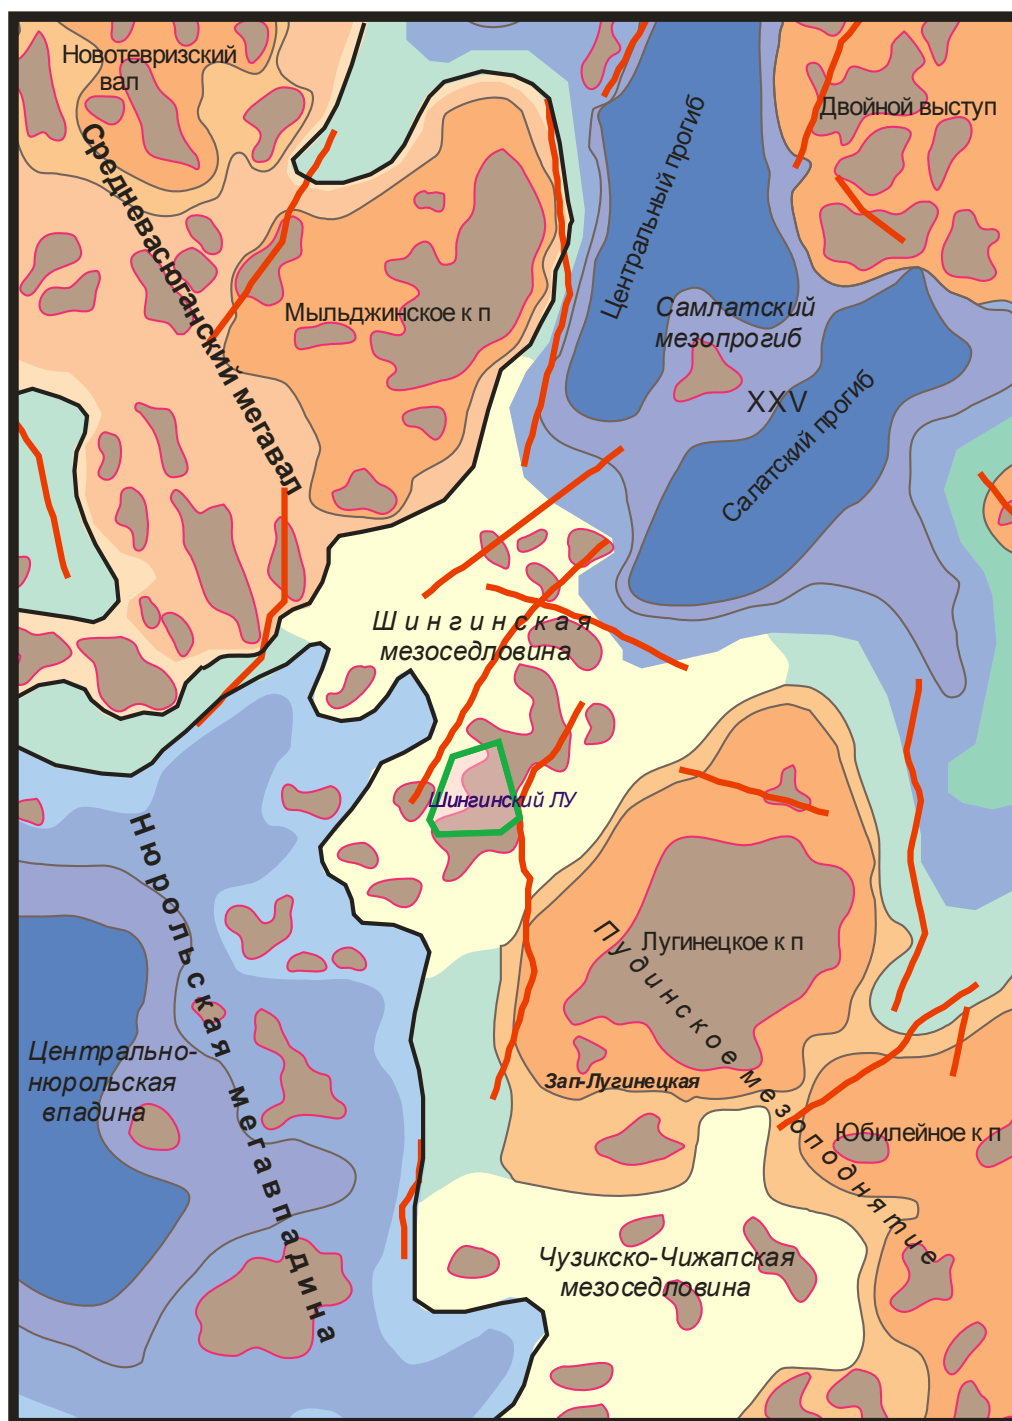 Новотевризский
вал
Двойной выступ
Средневасюганский мегавал
Центральный прогиб
Мыльджинское к п
Самлатский
мезопрогиб
XXV
Салатский прогиб
Шингинская
мезоседловина
Шингинский ЛУ
Нюрольская мегавпадина
Лугинецкое к п
Пудинское мезоподнятие
Центрально-
нюрольская
впадина
Зап-Лугинецкая
Юбилейное к п
Чузикско-Чижапская
мезоседловина